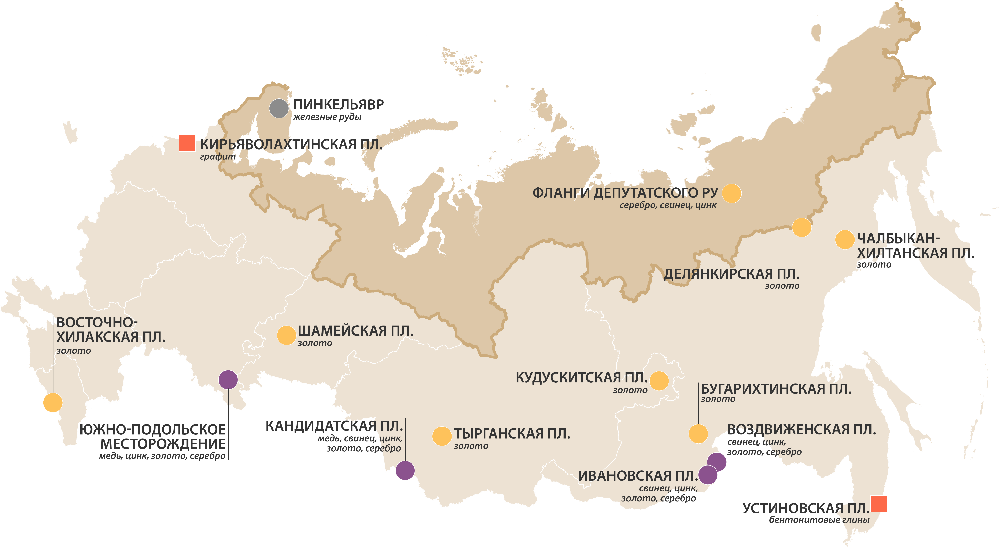 ПИНКЕЛЬЯВР
железные руды
КИРЬЯВОЛАХТИНСКАЯ ПЛ.
графит
ФЛАНГИ ДЕПУТАТСКОГО РУ
серебро, свинец, цинк
ЧАЛБЫКАН-
ХИЛТАНСКАЯ ПЛ.
золото
ДЕЛЯНКИРСКАЯ ПЛ.
золото
ВОСТОЧНО-
ХИЛАКСКАЯ ПЛ.
золото
ШАМЕЙСКАЯ ПЛ.
золото
КУДУСКИТСКАЯ ПЛ.
золото
БУГАРИХТИНСКАЯ ПЛ.
золото
ЮЖНО-ПОДОЛЬСКОЕ
МЕСТОРОЖДЕНИЕ
медь, цинк, золото, серебро
КАНДИДАТСКАЯ ПЛ.
медь, свинец, цинк,
золото, серебро
ТЫРГАНСКАЯ ПЛ.
золото
ВОЗДВИЖЕНСКАЯ ПЛ.
свинец, цинк,
золото, серебро
ИВАНОВСКАЯ ПЛ.
свинец, цинк,
золото, серебро
УСТИНОВСКАЯ ПЛ.
бентонитовые глины